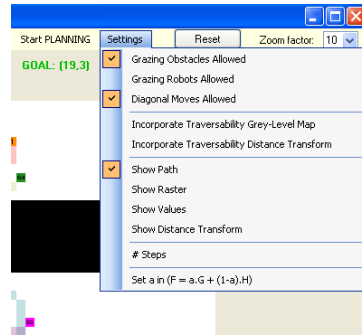 Start PLANNING Settings Reset Zoom factor: 10
GOAL: (19,3)
Grazing Obstacles Allowed
Grazing Robots Allowed
Diagonal Moves Allowed
Incorporate Traversability Grey-Level Map
Incorporate Traversability Distance Transform
Show Path
Show Raster
Show Values
Show Distance Transform
# Steps
Set a in (F = a.G + (1-a).H)